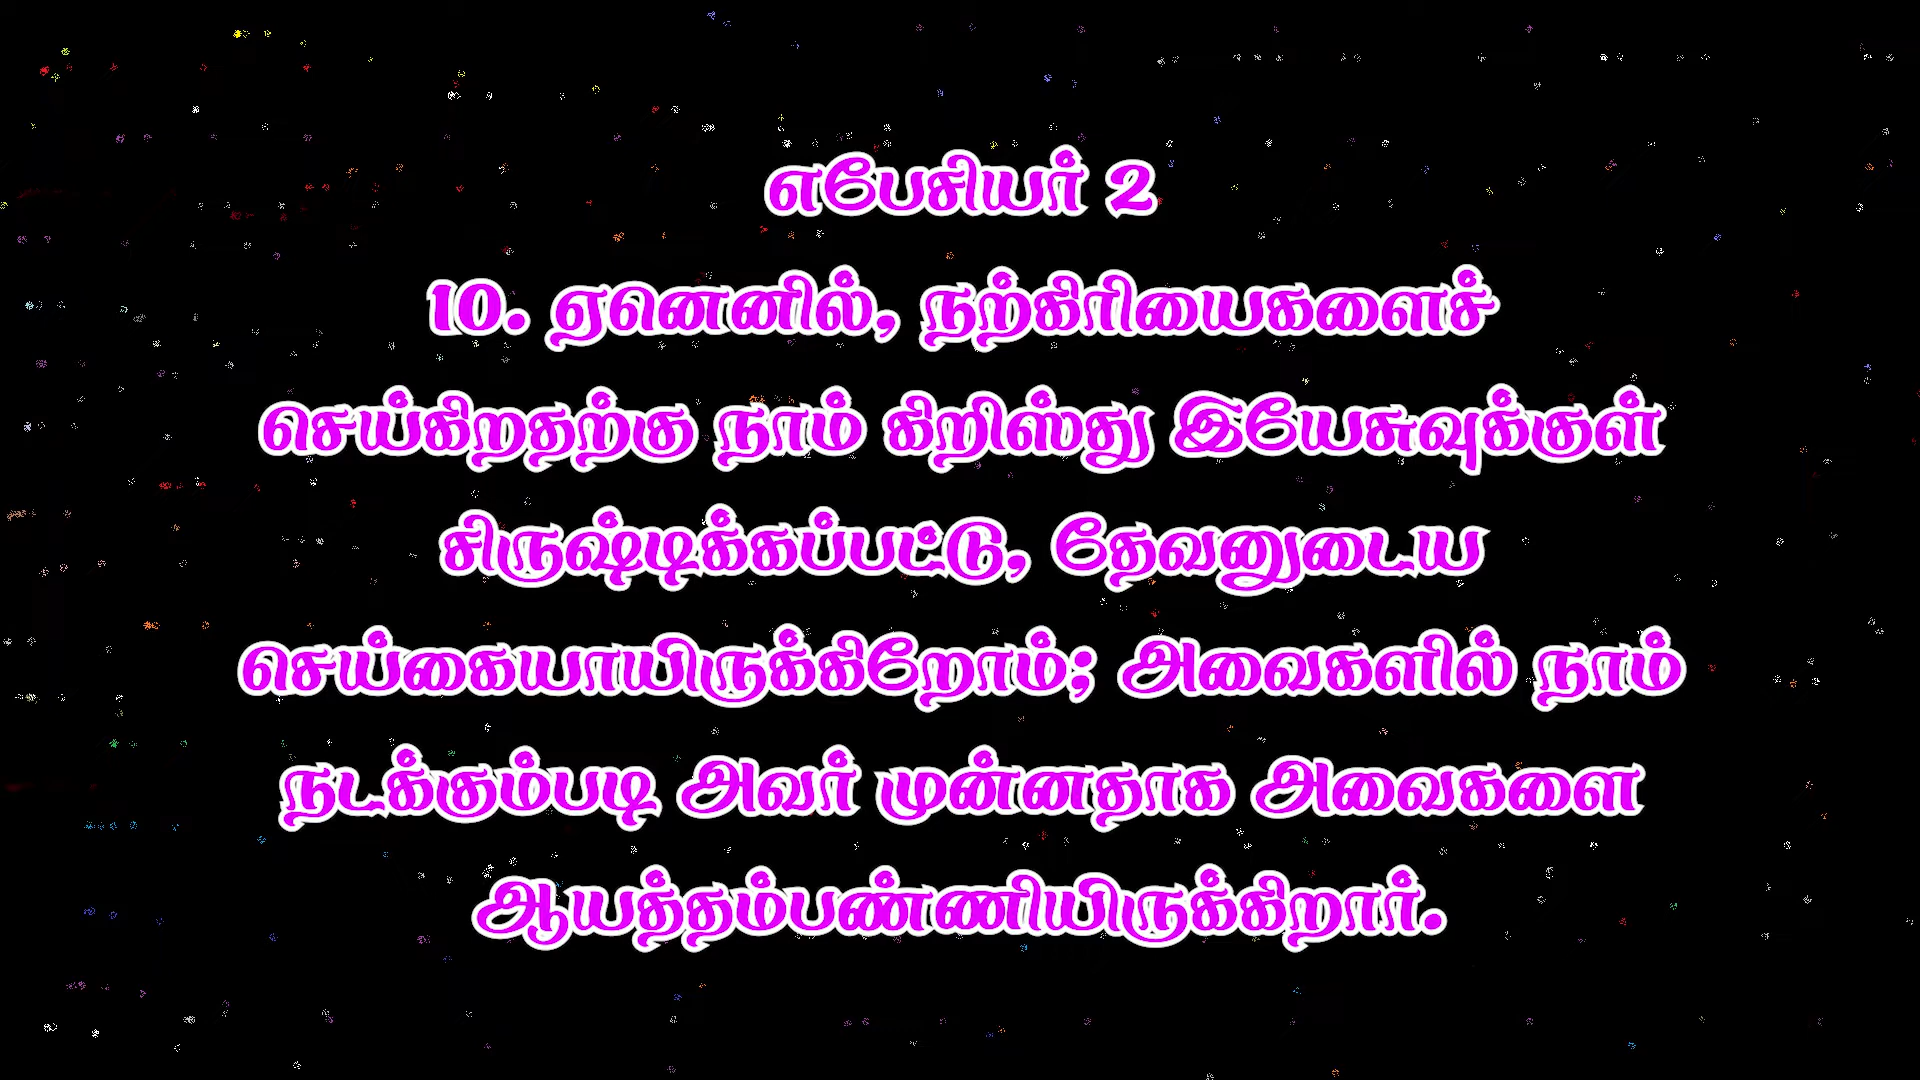 எபேசியர் 2
10. ஏனெனில், நற்கிரியைகளைச்
செய்கிறதற்கு நாம் கிறிஸ்து இயேசுவுக்குள்
சிருஷ்டிக்கப்பட்டு, தேவனுடைய
செய்கையாயிருக்கிறோம்; அவைகளில் நாம்
நடக்கும்படி அவர் முன்னதாக அவைகளை
ஆயத்தம்பண்ணியிருக்கிறார்.